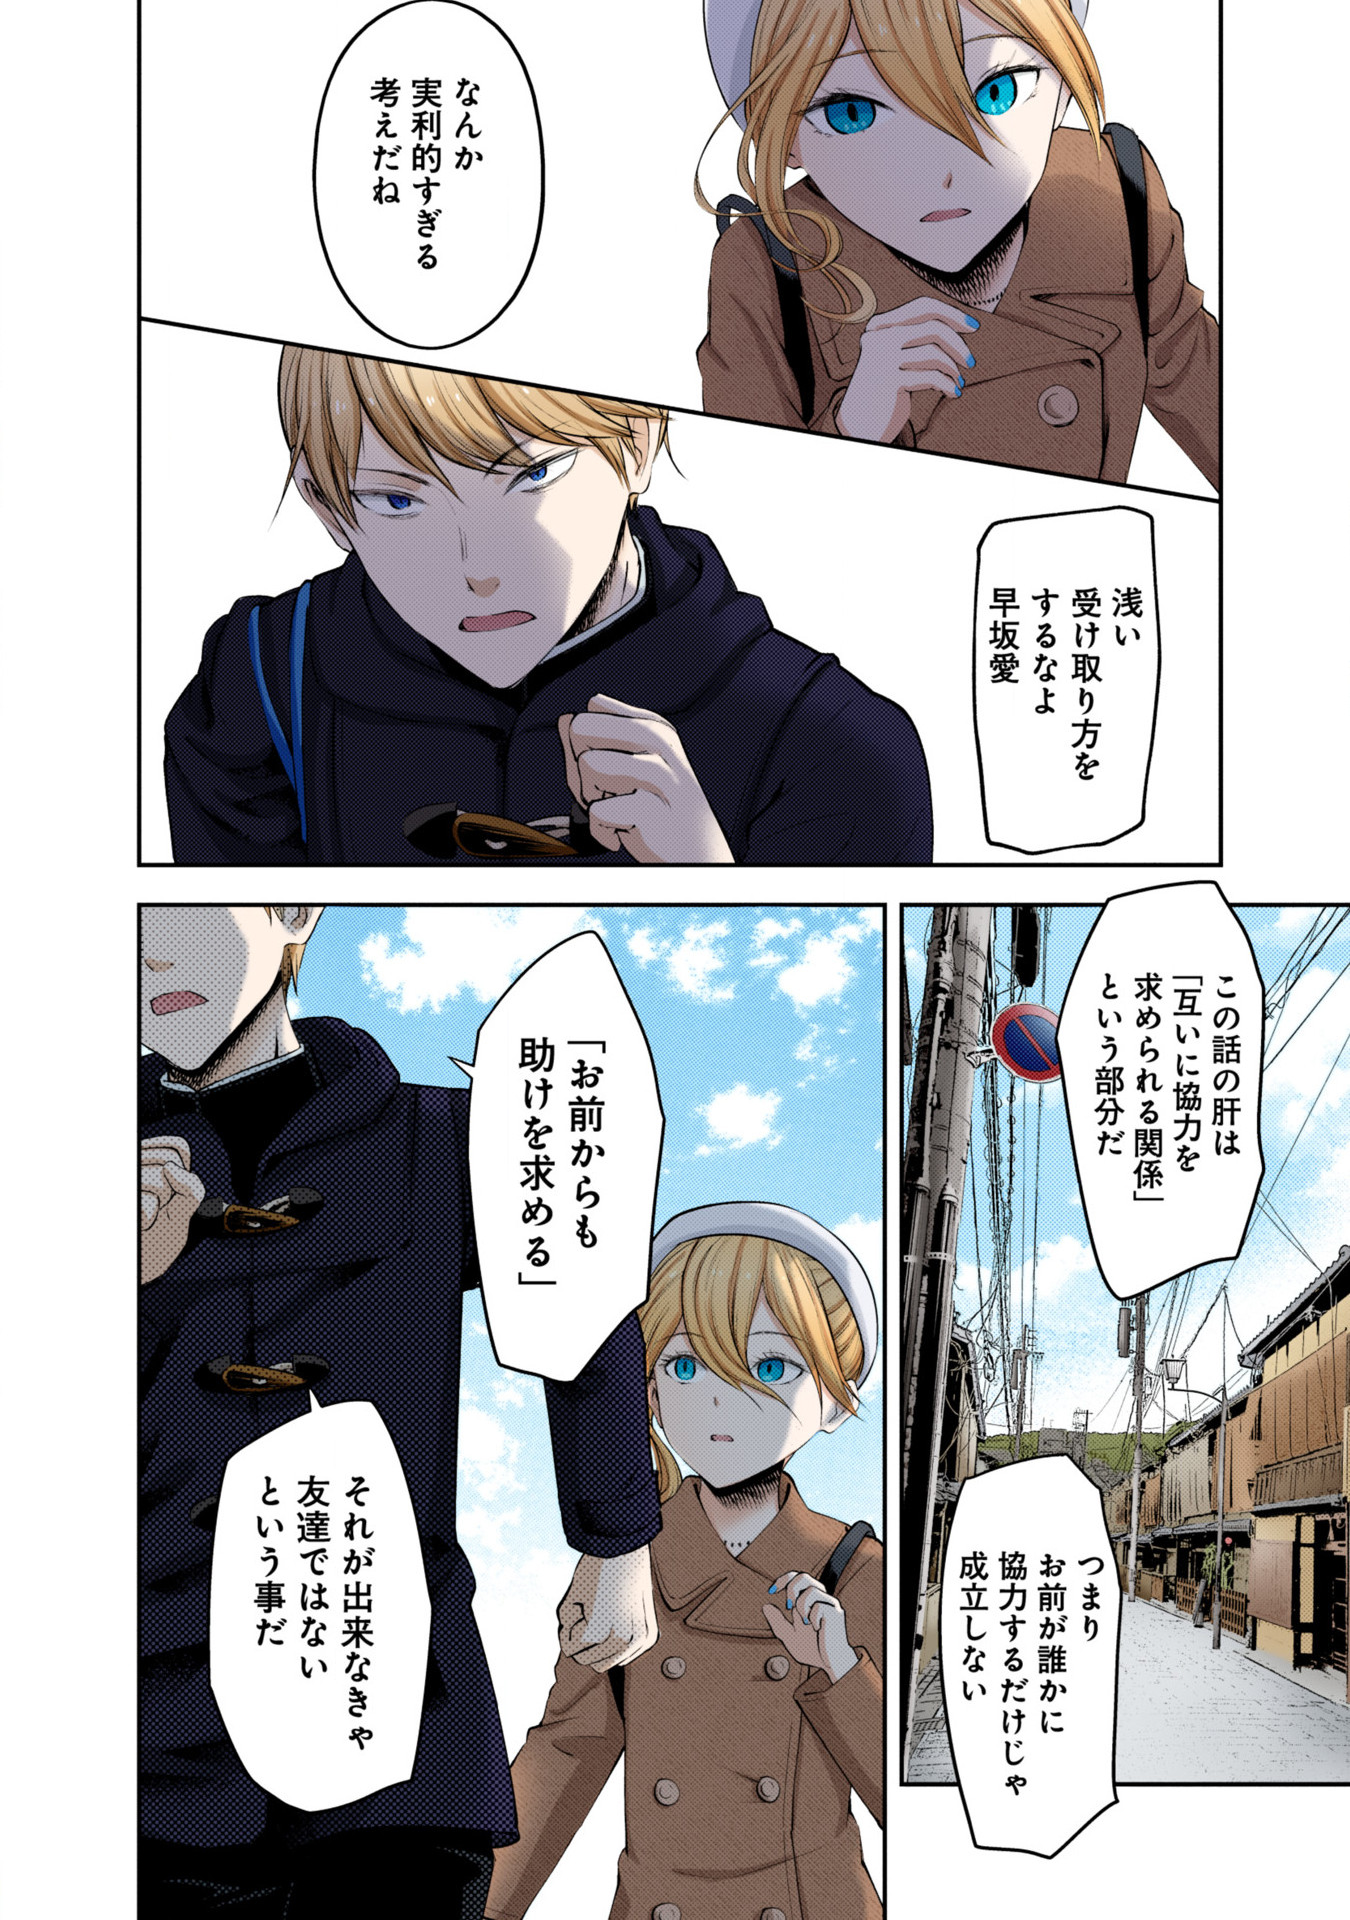 なんか
実利的すぎる
考えだね
浅い
受け取り方を
するなよ
早坂愛
この話の肝は
「互いに協力を
求められる関係」
という部分だ
つまり
お前が誰かに
協力するだけじゃ
成立しない
「お前からも
助けを求める」
それが出来なきゃ
友達ではない
という事だ